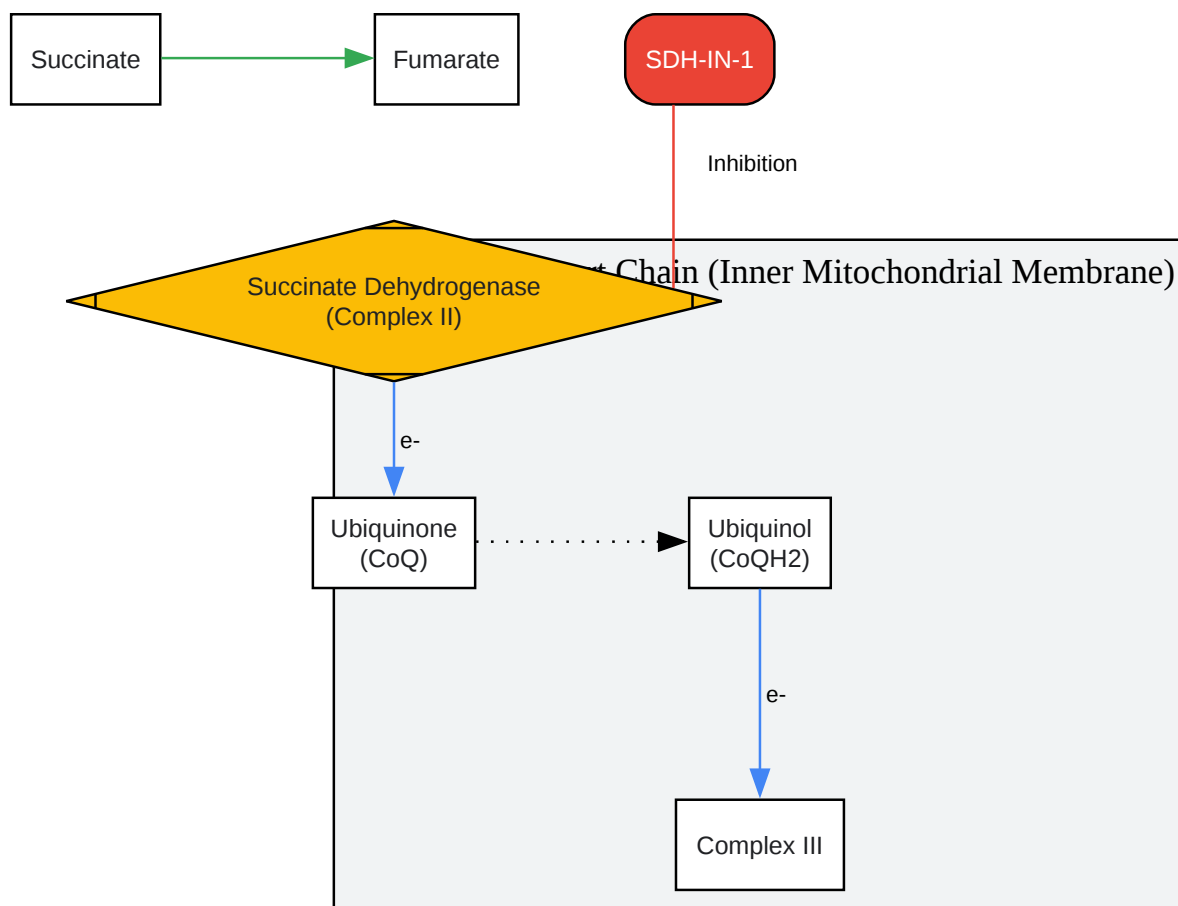 Succinate
Fumarate
SDH-IN-1
Inhibition
Chain (Inner Mitochondrial Membrane)
Succinate Dehydrogenase
(Complex II)
e-
Ubiquinone
(CoQ)
Ubiquinol
(CoQH2)
e-
Complex III